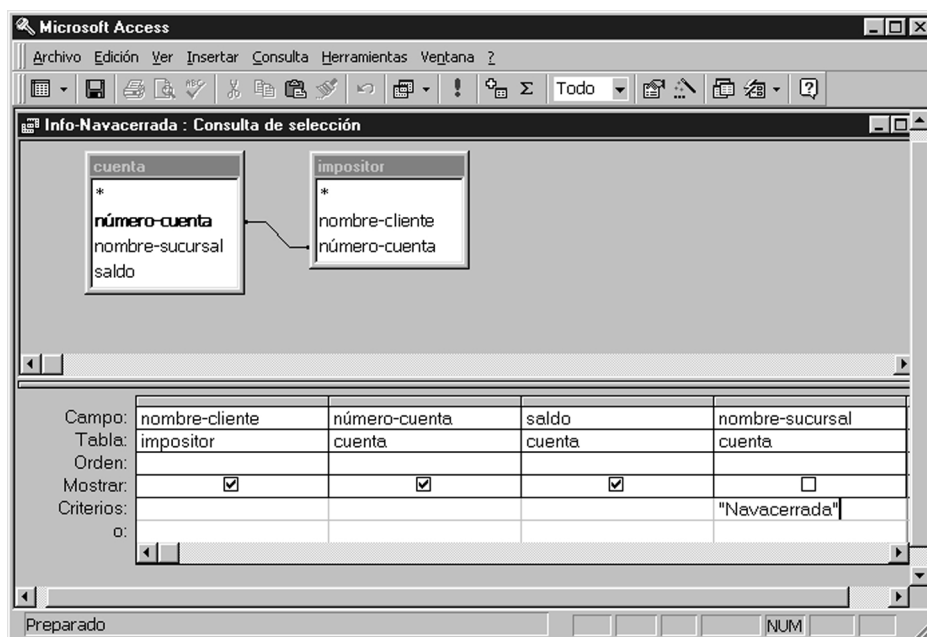 Microsoft Access
Archivo Edición Ver Insertar Consulta Herramientas Ventana ?
ABC Σ Todo
Info-Navacerrada : Consulta de selección
cuenta
*
número-cuenta
nombre-sucursal
saldo
impositor
*
nombre-cliente
número-cuenta
Campo: nombre-cliente número-cuenta saldo nombre-sucursal
Tabla: impositor cuenta cuenta cuenta
Orden:
Mostrar:
Criterios: "Navacerrada"
o:
Preparado NUM